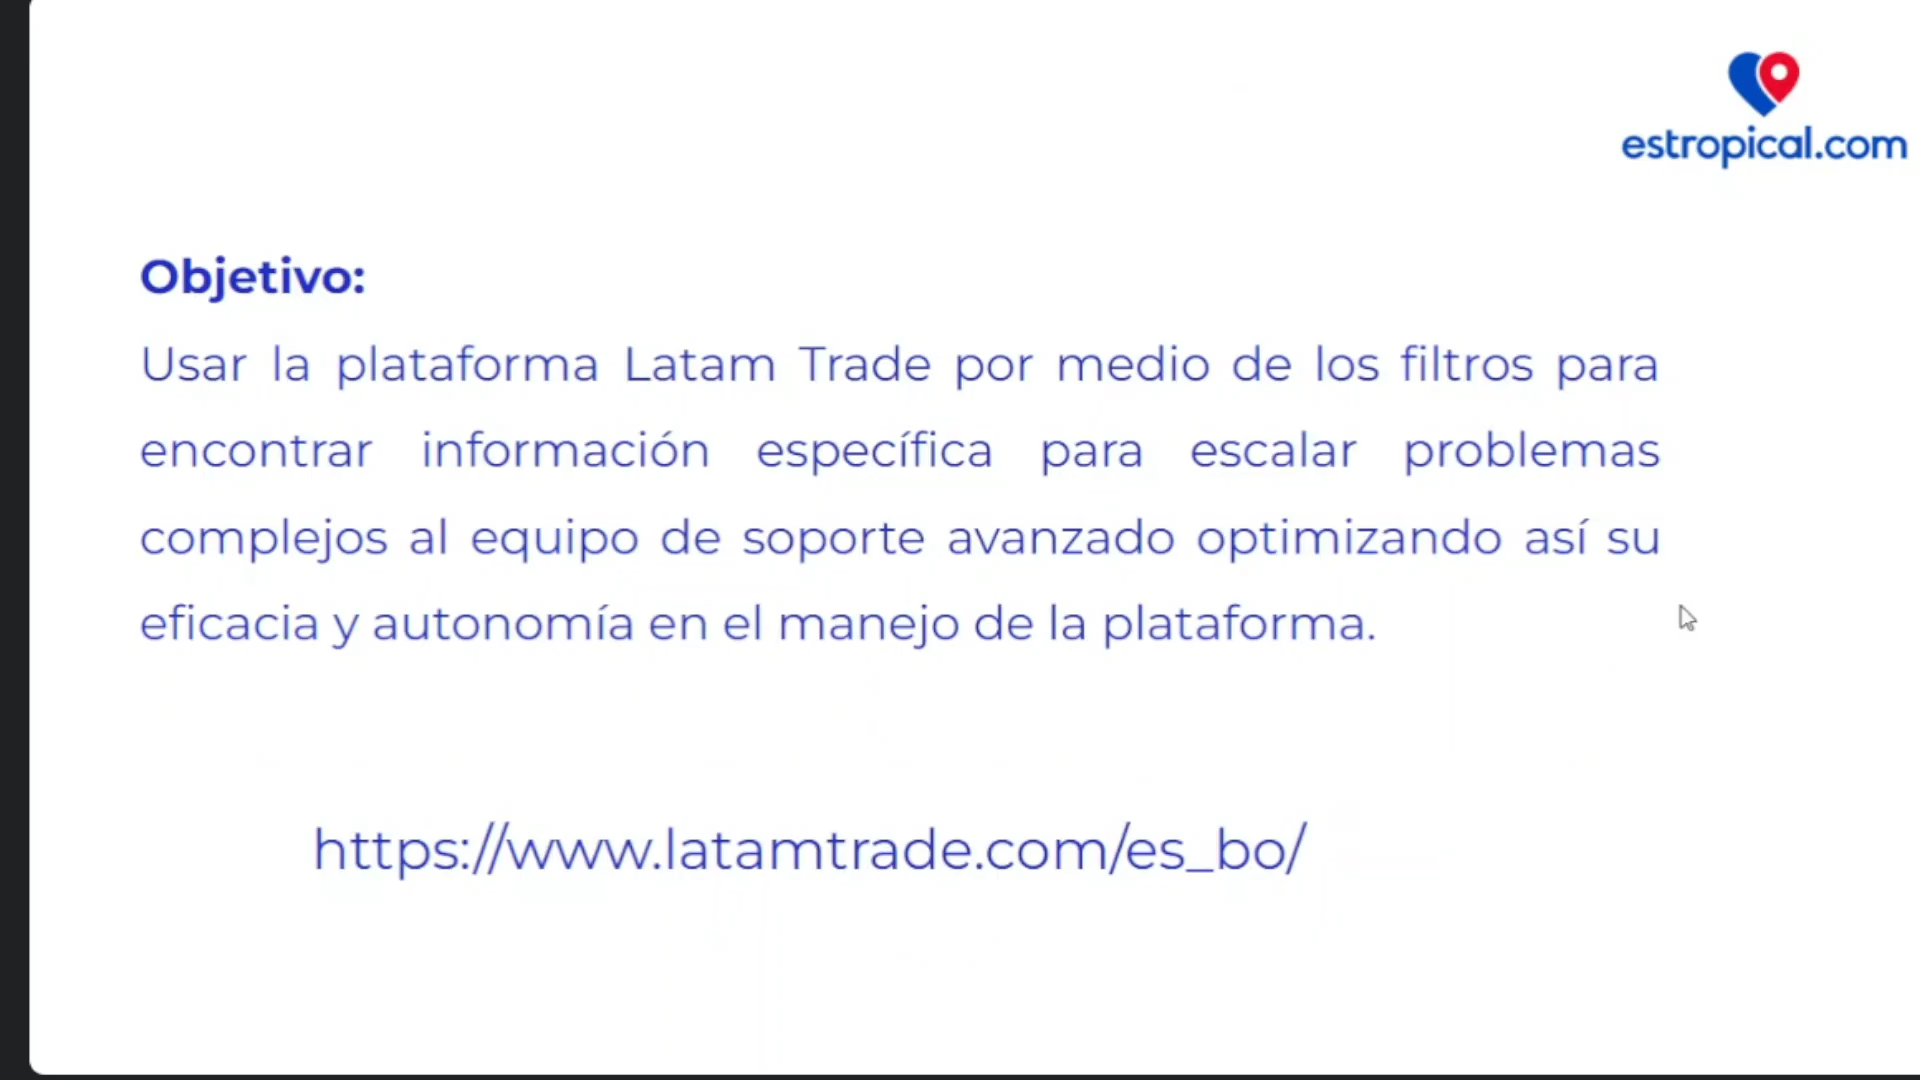 estropical.com
Objetivo:
Usar la plataforma Latam Trade por medio de los filtros para
encontrar información específica para escalar problemas
complejos al equipo de soporte avanzado optimizando así su
eficacia y autonomía en el manejo de la plataforma.
https://www.latamtrade.com/es_bo/